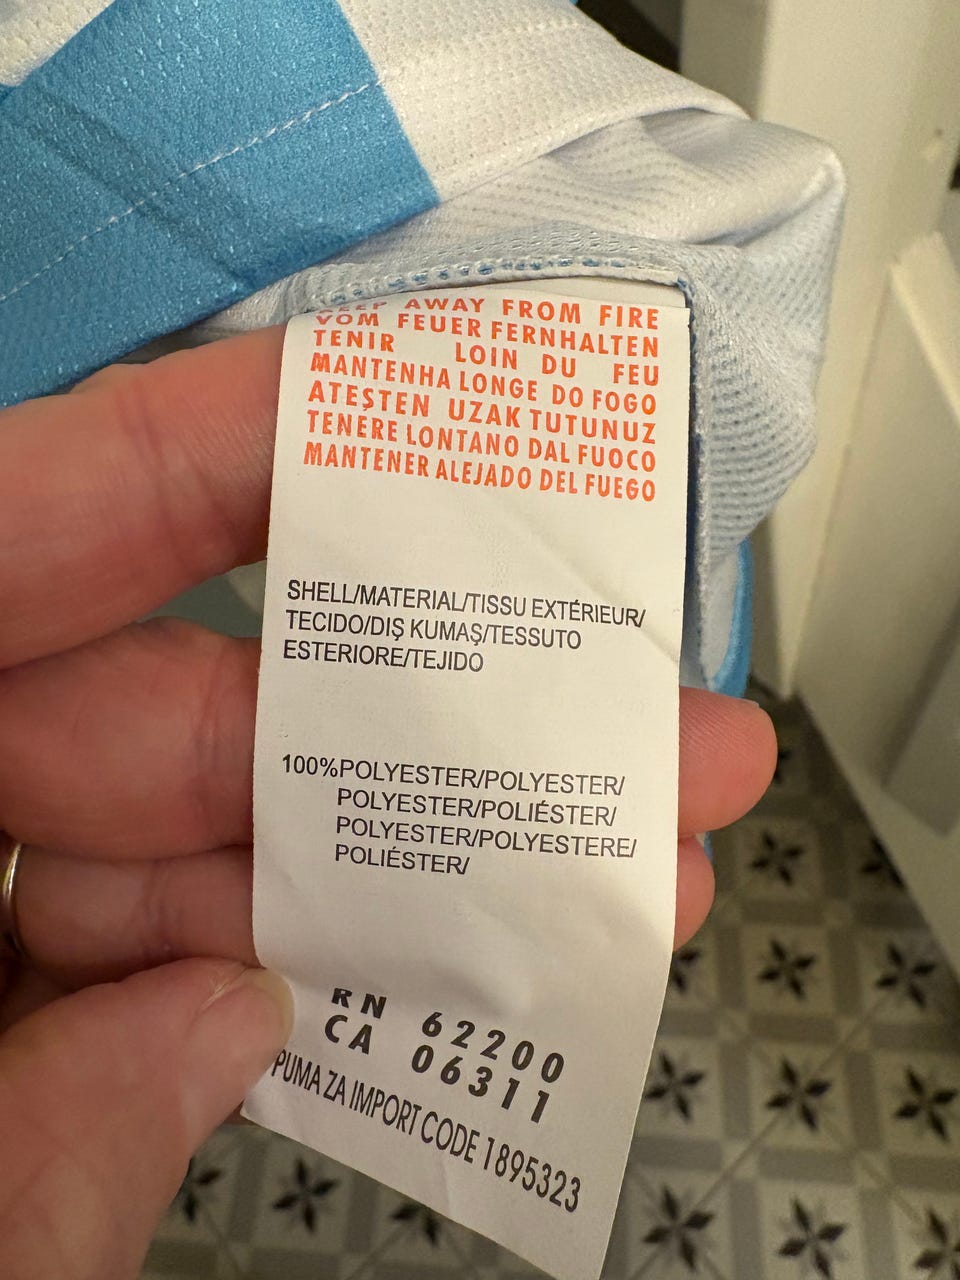 KEEP AWAY FROM FIRE
VOM FEUER FERNHALTEN
TENIR LOIN DU FEU
MANTENHA LONGE DO FOGO
ATEŞTEN UZAK TUTUNUZ
TENERE LONTANO DAL FUOCO
MANTENER ALEJADO DEL FUEGO
SHELL/MATERIAL/TISSU EXTÉRIEUR/
TECIDO/DIŞ KUMAŞ/TESSUTO
ESTERIORE/TEJIDO
100%POLYESTER/POLYESTER/
POLYESTER/POLIÉSTER/
POLYESTER/POLYESTERE/
POLIÉSTER/
RN 62200
CA 06311
PUMA ZA IMPORT CODE 1895323